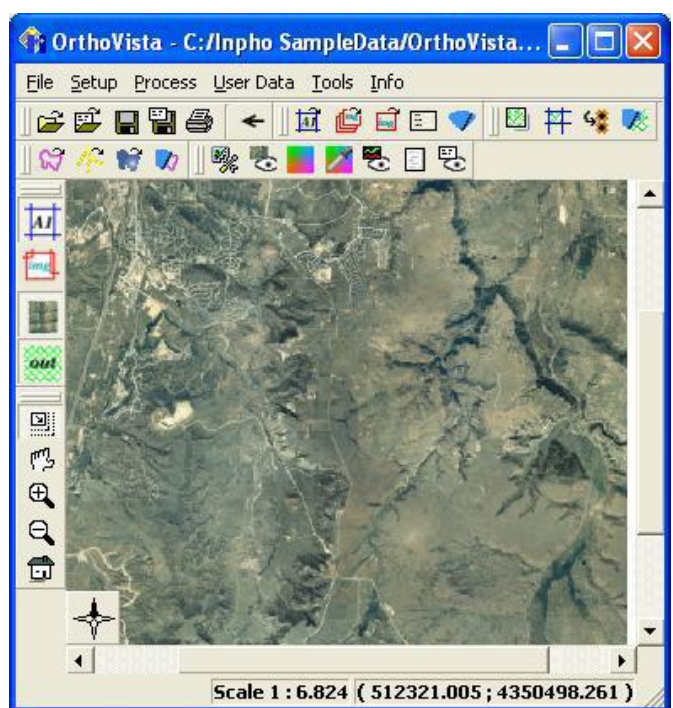 OrthoVista - C:/Inpho SampleData/OrthoVista...
File Setup Process User Data Tools Info
AI
img
out
Scale 1 : 6.824 ( 512321.005 ; 4350498.261 )